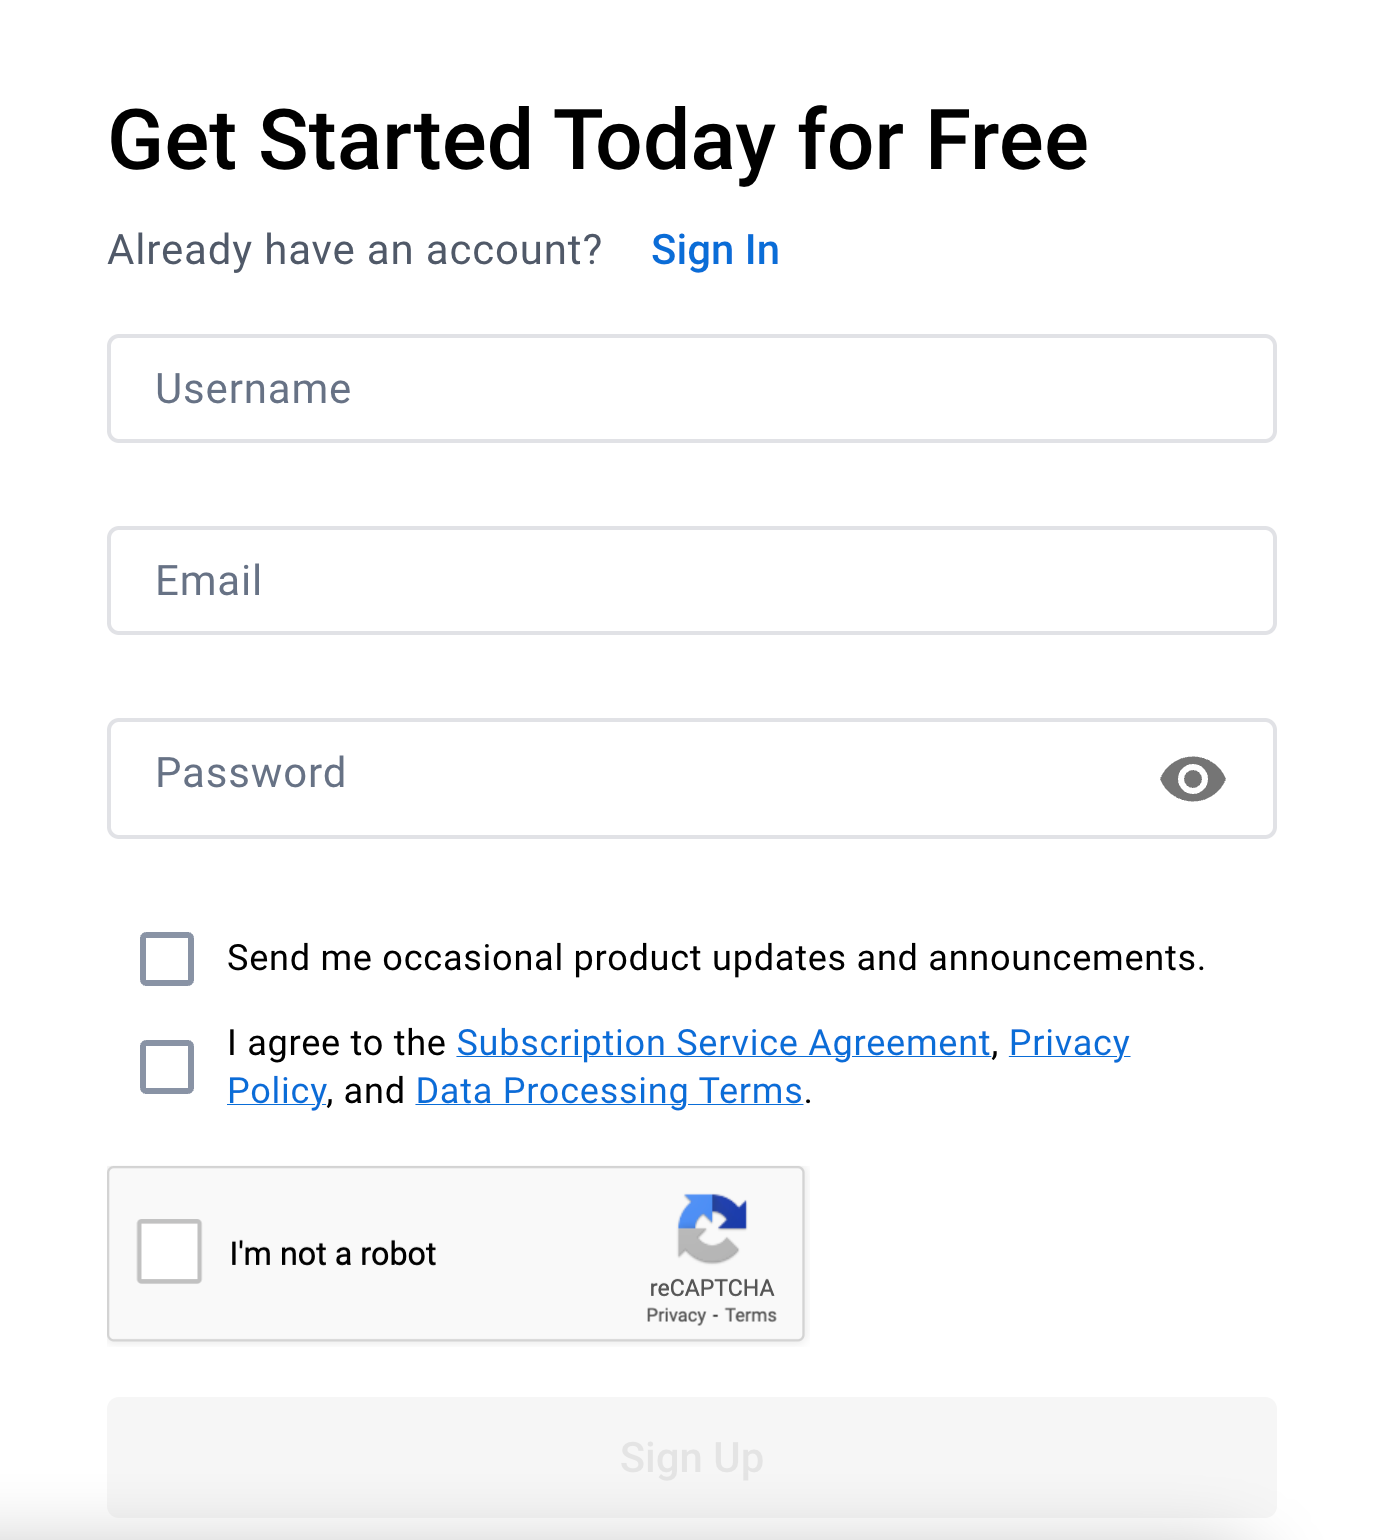 Get Started Today for Free
Already have an account? Sign In
Username
Email
Password
Send me occasional product updates and announcements.
I agree to the Subscription Service Agreement, Privacy
Policy, and Data Processing Terms.
I'm not a robot
reCAPTCHA
Privacy - Terms
Sign Up